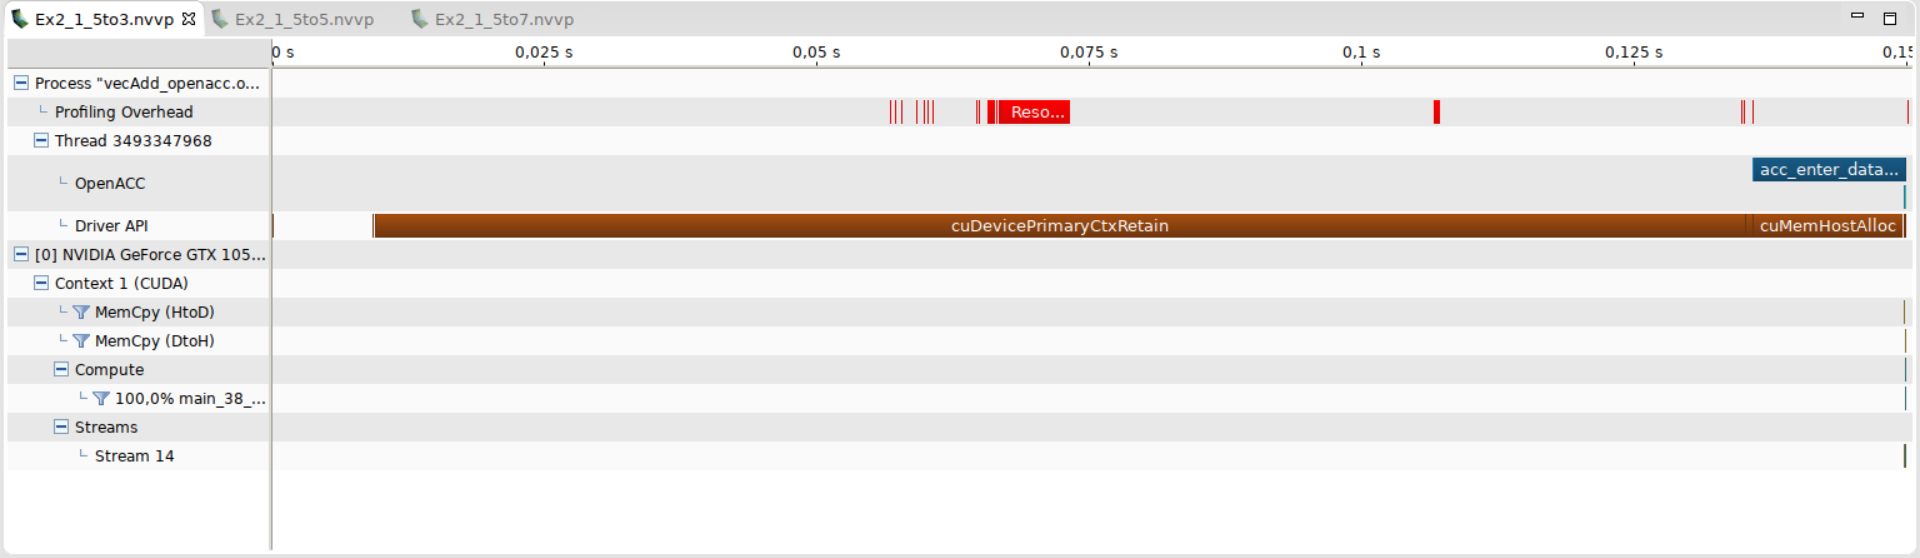 Ex2_1_5to3.nvvp Ex2_1_5to5.nvvp Ex2_1_5to7.nvvp
0 s 0,025 s 0,05 s 0,075 s 0,1 s 0,125 s 0,15
Process "vecAdd_openacc.o...
Profiling Overhead Reso...
Thread 3493347968
acc_enter_data...
OpenACC
Driver API cuDevicePrimaryCtxRetain cuMemHostAlloc
[0] NVIDIA GeForce GTX 105...
Context 1 (CUDA)
MemCpy (HtoD)
MemCpy (DtoH)
Compute
100,0% main_38_...
Streams
Stream 14